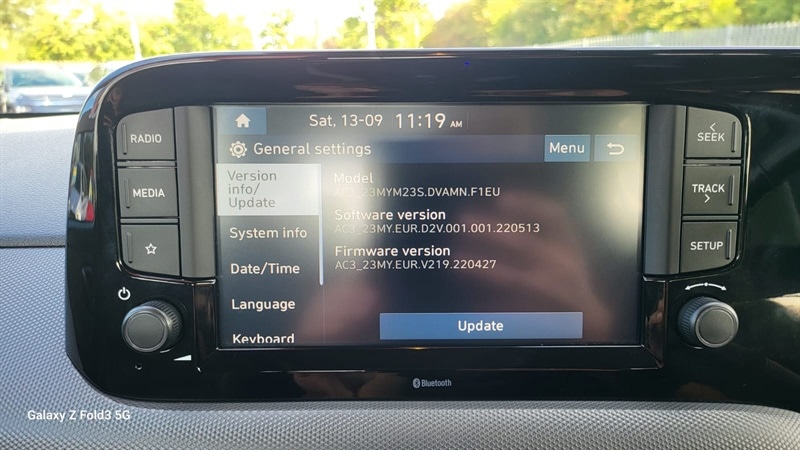 Sat, 13-09 11:19 AM
General settings Menu
RADIO
MEDIA
SEEK
TRACK
SETUP
Version
info/
Update
System info
Date/Time
Language
Keyboard
Model
AC3_23MYM23S.DVAMN.F1EU
Software version
AC3_23MY.EUR.D2V.001.001.220513
Firmware version
AC3_23MY.EUR.V219.220427
Update
Bluetooth
Galaxy Z Fold3 5G